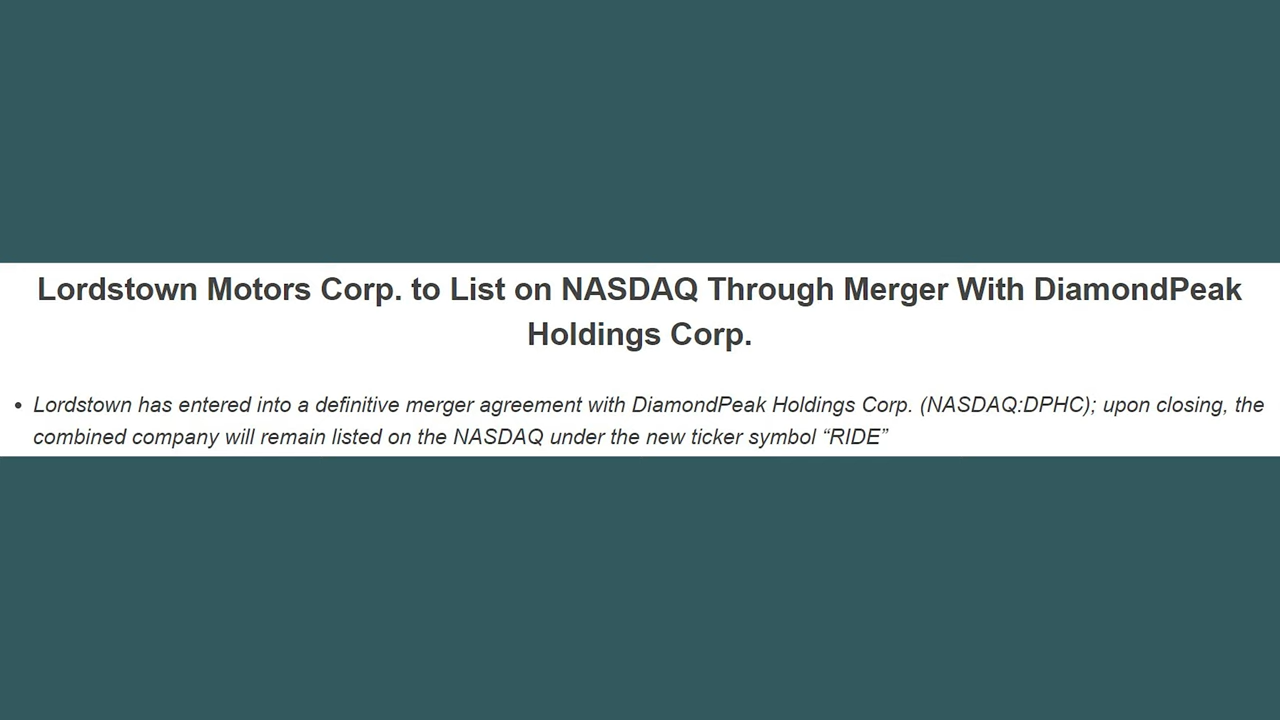 Lordstown Motors Corp. to List on NASDAQ Through Merger With DiamondPeak
Holdings Corp.
• Lordstown has entered into a definitive merger agreement with DiamondPeak Holdings Corp. (NASDAQ:DPHC); upon closing, the
combined company will remain listed on the NASDAQ under the new ticker symbol “RIDE”